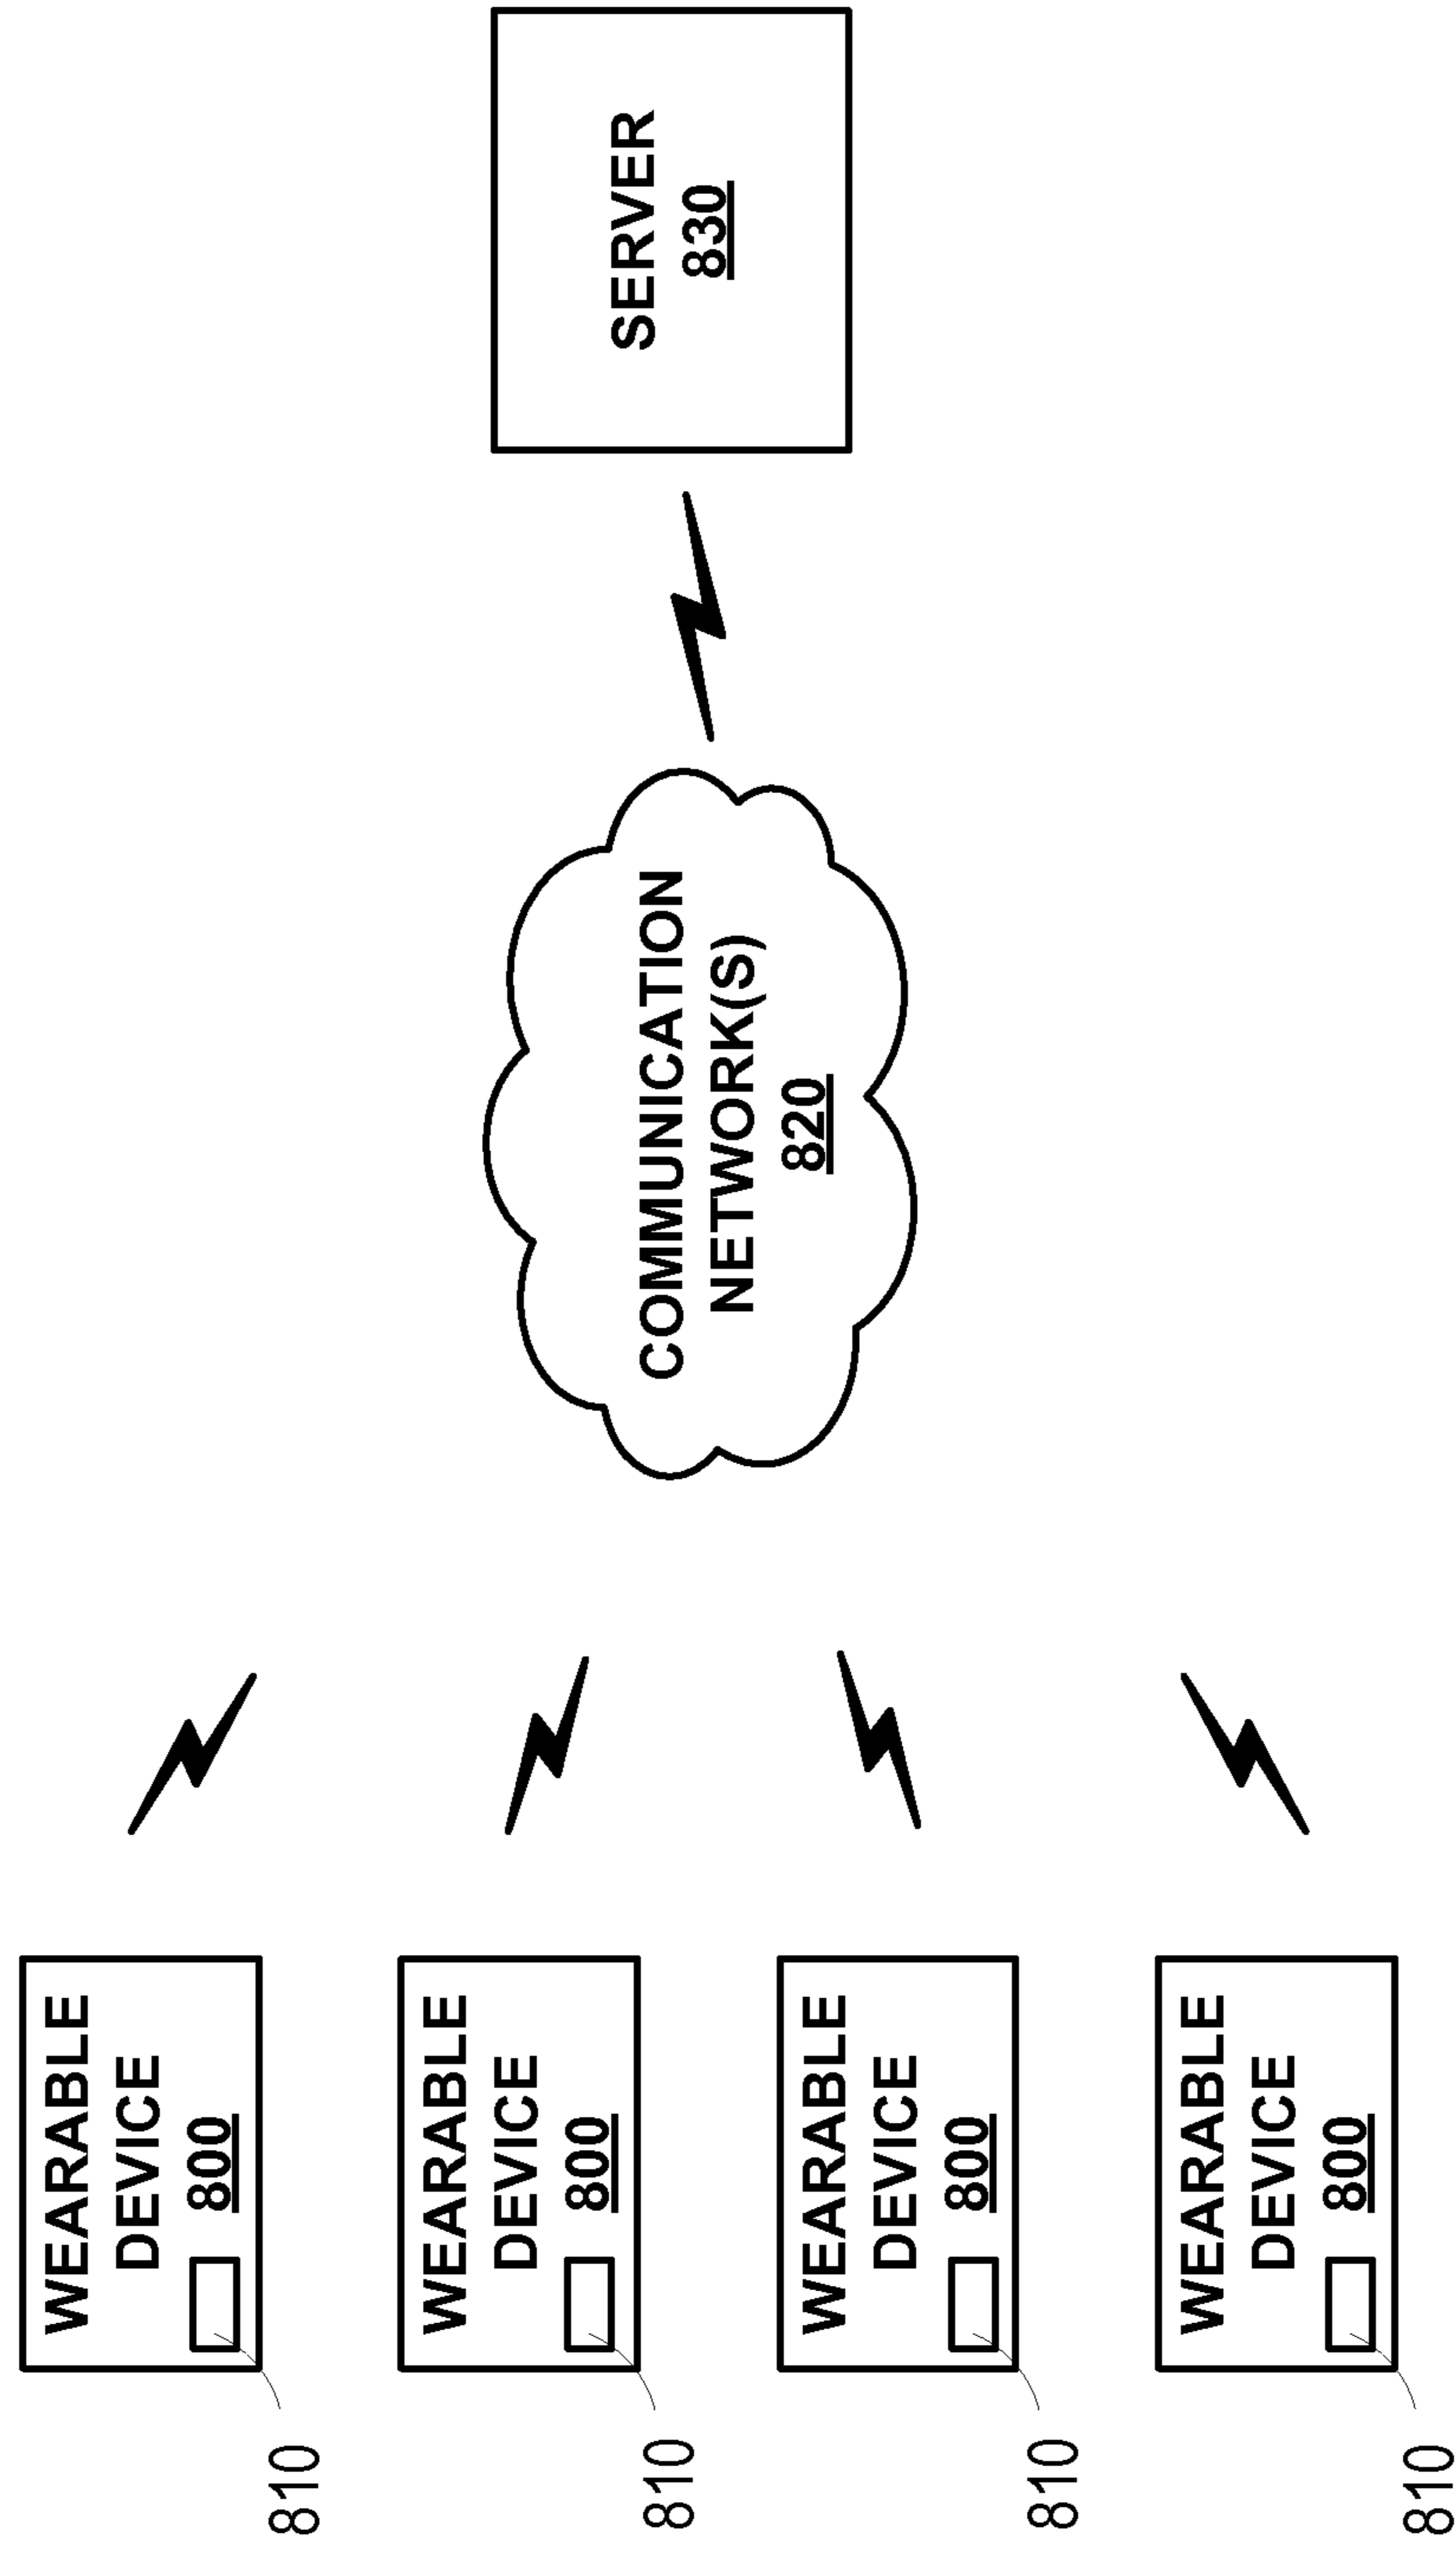 WEARABLE
DEVICE
800
810
WEARABLE
DEVICE
800
810
WEARABLE
DEVICE
800
810
WEARABLE
DEVICE
800
810
COMMUNICATION
NETWORK(S)
820
SERVER
830